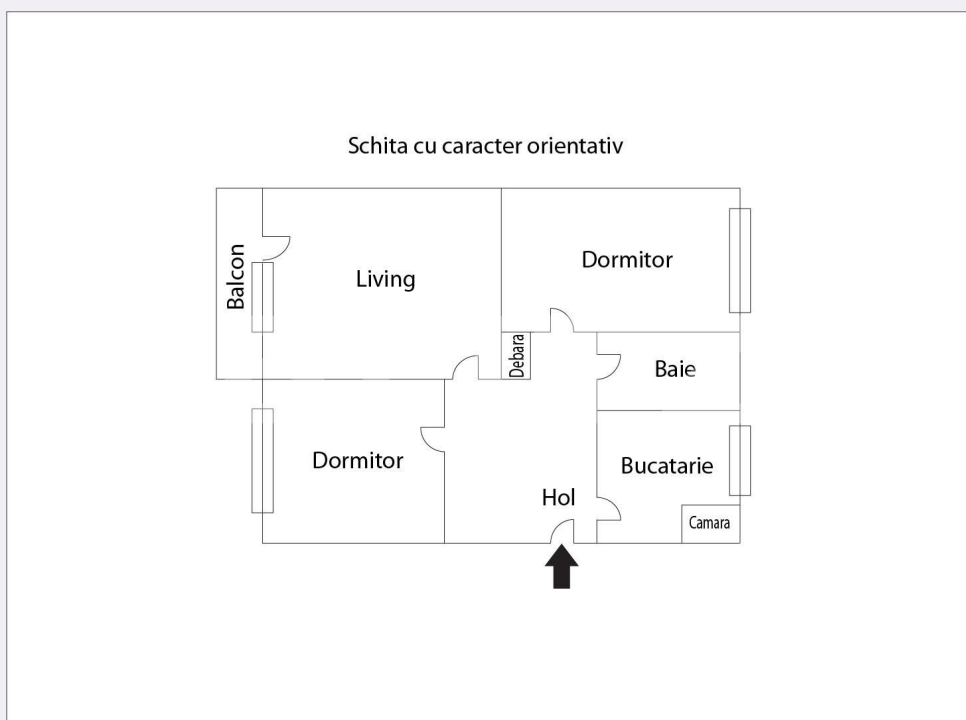 Schita cu caracter orientativ
Balcon
Living
Dormitor
Debara
Baie
Dormitor
Bucatarie
Hol
Camara